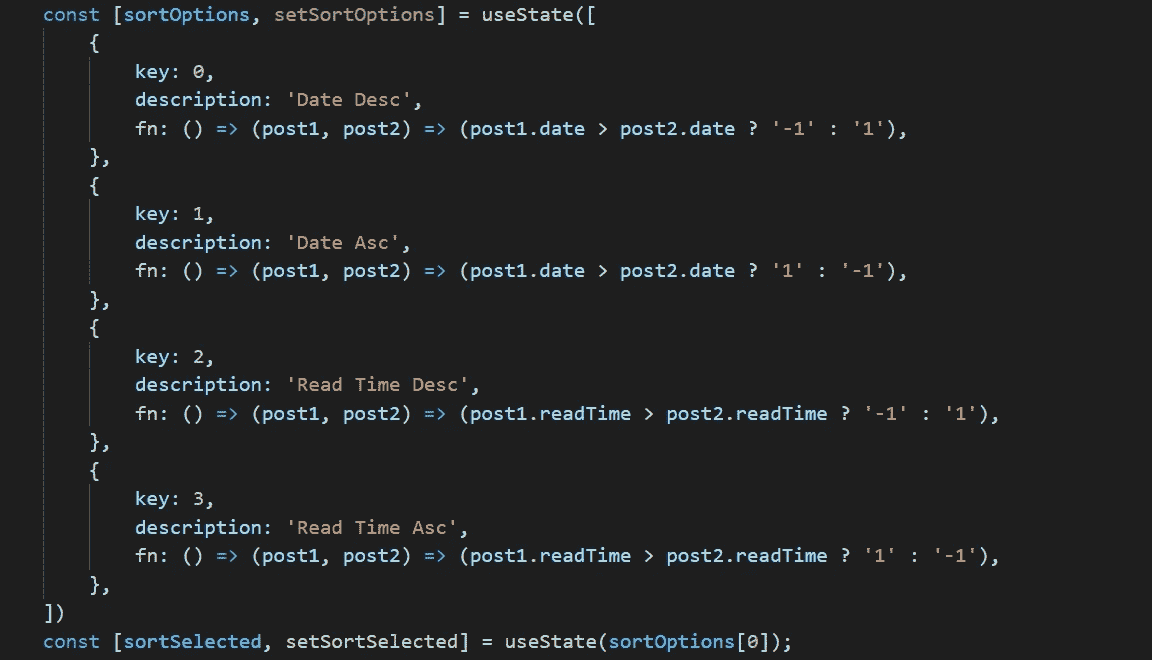 const [sortOptions, setSortOptions] = useState([
{
key: 0,
description: 'Date Desc',
fn: () => (post1, post2) => (post1.date > post2.date ? '-1' : '1'),
},
{
key: 1,
description: 'Date Asc',
fn: () => (post1, post2) => (post1.date > post2.date ? '1' : '-1'),
},
{
key: 2,
description: 'Read Time Desc',
fn: () => (post1, post2) => (post1.readTime > post2.readTime ? '-1' : '1'),
},
{
key: 3,
description: 'Read Time Asc',
fn: () => (post1, post2) => (post1.readTime > post2.readTime ? '1' : '-1'),
},
])
const [sortSelected, setSortSelected] = useState(sortOptions[0]);